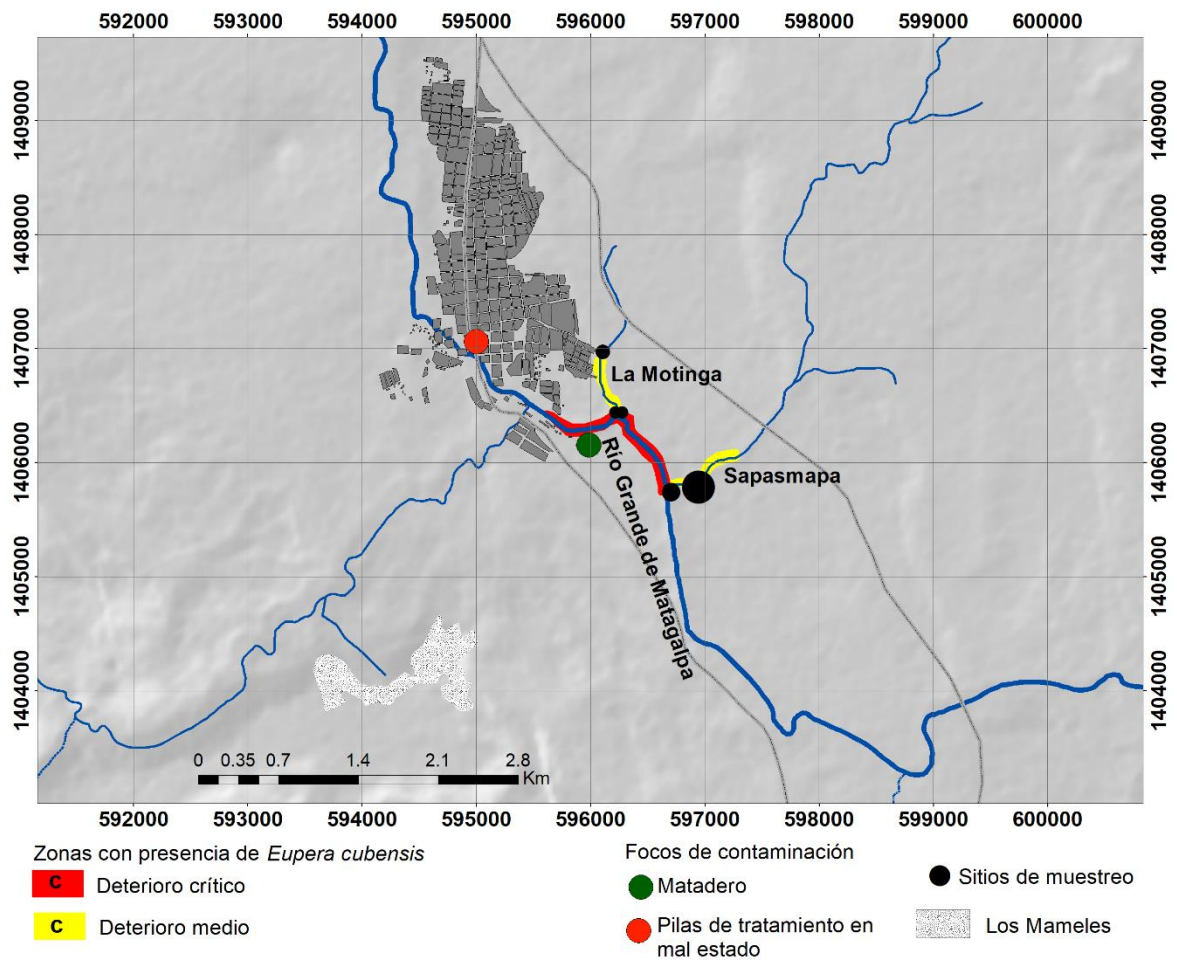 592000 593000 594000 595000 596000 597000 598000 599000 600000
1409000 1409000
1408000 1408000
1407000 1407000
La Motinga
1406000 1406000
Sapasmapa
Río Grande de Matagalpa
1405000 1405000
1404000 1404000
0 0.35 0.7 1.4 2.1 2.8
Km
592000 593000 594000 595000 596000 597000 598000 599000 600000
Zonas con presencia de Eupera cubensis
C Deterioro crítico
C Deterioro medio
Focos de contaminación
Matadero
Pilas de tratamiento en
mal estado
Sitios de muestreo
Los Mameles